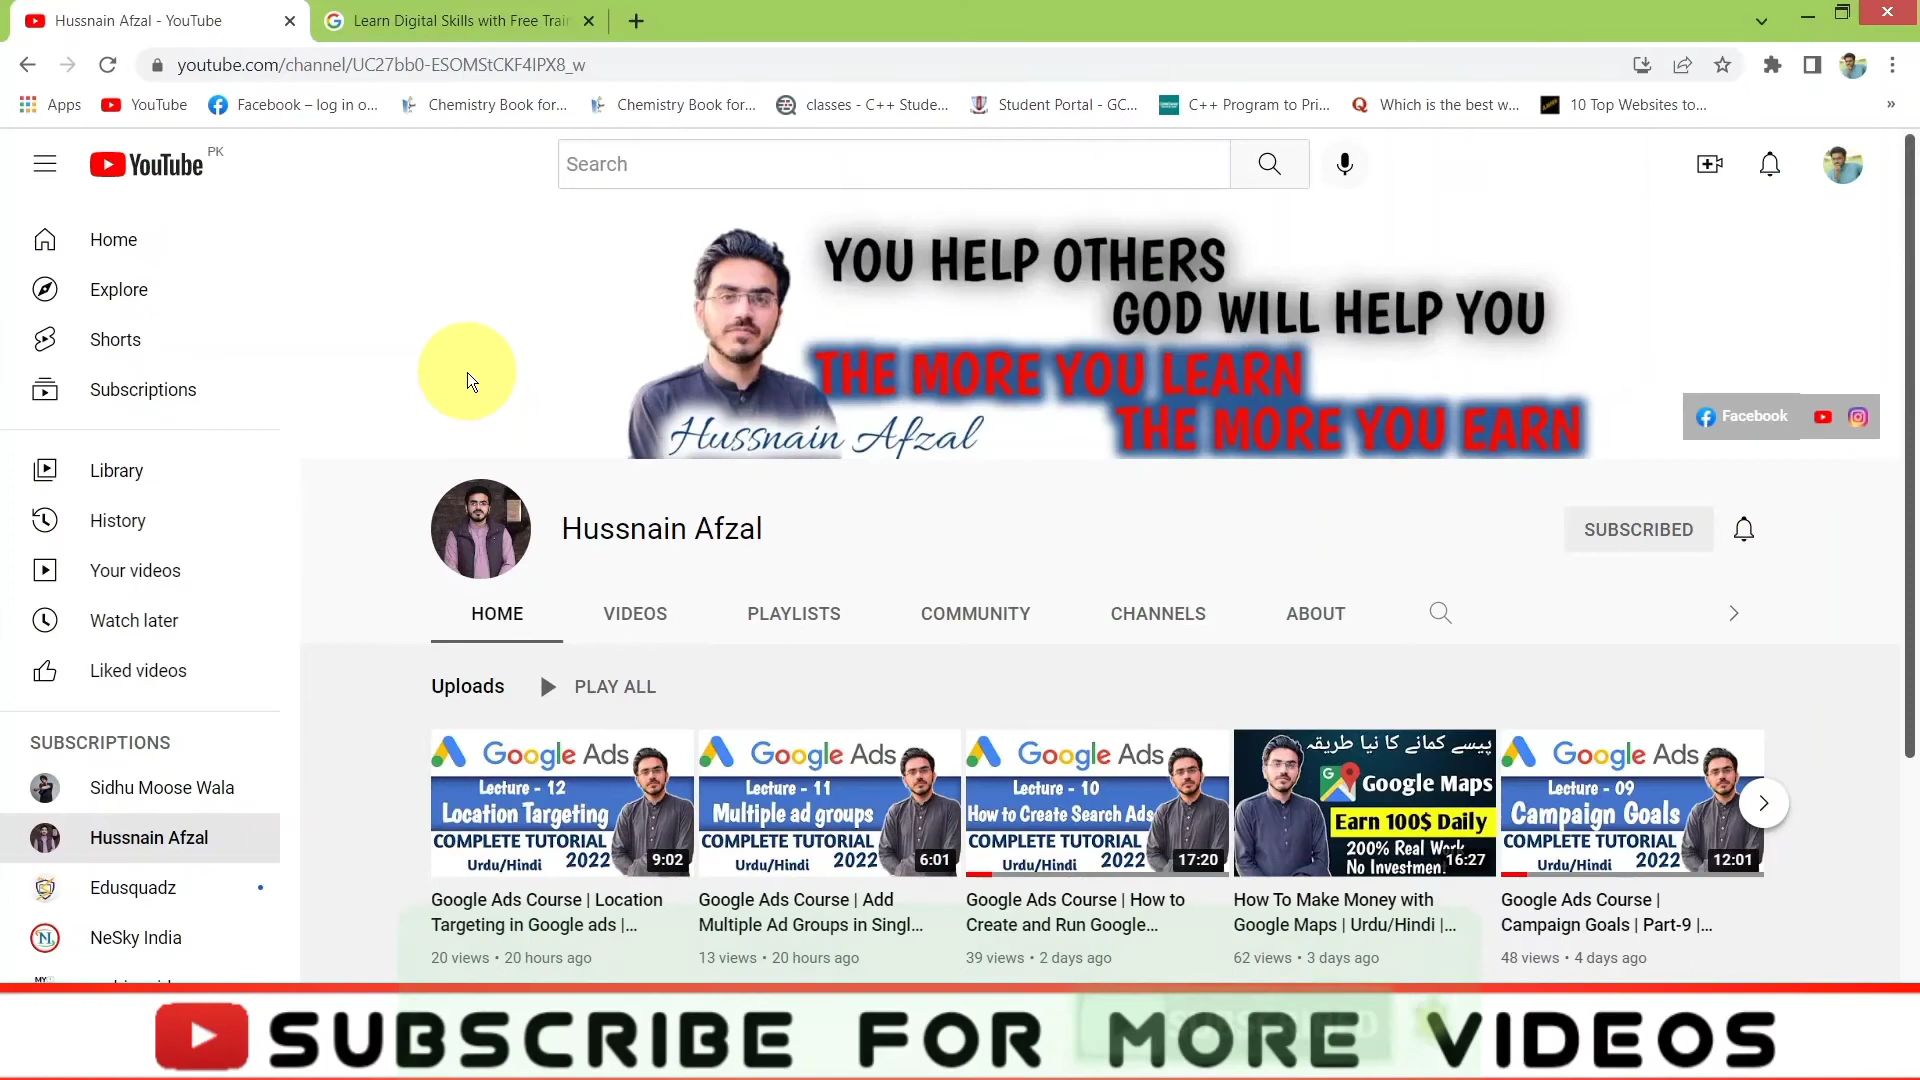 Hussnain Afzal - YouTube
Learn Digital Skills with Free Trai
youtube.com/channel/UC27bb0-ESOMStCKF4IPX8_w
Apps
YouTube
Facebook – log in o...
Chemistry Book for...
Chemistry Book for...
classes - C++ Stude...
Student Portal - GC...
C++ Program to Pri...
Which is the best w...
10 Top Websites to...
»
YouTube PK
Search
Home
Explore
Shorts
Subscriptions
Library
History
Your videos
Watch later
Liked videos
SUBSCRIPTIONS
Sidhu Moose Wala
Hussnain Afzal
Edusquadz
NeSky India
YOU HELP OTHERS
GOD WILL HELP YOU
THE MORE YOU LEARN
THE MORE YOU EARN
Hussnain Afzal
Facebook
Hussnain Afzal
SUBSCRIBED
HOME
VIDEOS
PLAYLISTS
COMMUNITY
CHANNELS
ABOUT
Uploads
PLAY ALL
Google Ads
Lecture - 12
Location Targeting
COMPLETE TUTORIAL
Urdu/Hindi 2022
9:02
Google Ads Course | Location
Targeting in Google ads |...
20 views • 20 hours ago
Google Ads
Lecture - 11
Multiple ad groups
COMPLETE TUTORIAL
Urdu/Hindi 2022
6:01
Google Ads Course | Add
Multiple Ad Groups in Singl...
13 views • 20 hours ago
Google Ads
Lecture - 10
How to Create Search Ads
COMPLETE TUTORIAL
Urdu/Hindi 2022
17:20
Google Ads Course | How to
Create and Run Google...
39 views • 2 days ago
پیسے کمانے کا نیا طریقہ
Google Maps
Earn 100$ Daily
200% Real Work
No Investmen
16:27
How To Make Money with
Google Maps | Urdu/Hindi |...
62 views • 3 days ago
Google Ads
Lecture - 09
Campaign Goals
COMPLETE TUTORIAL
Urdu/Hindi 2022
12:01
Google Ads Course |
Campaign Goals | Part-9 |...
48 views • 4 days ago
SUBSCRIBE FOR MORE VIDEOS